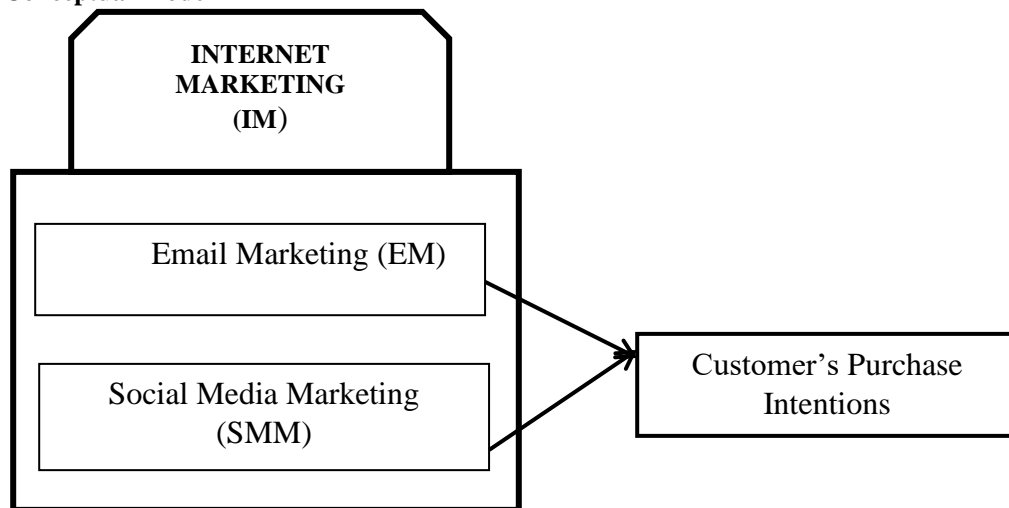 INTERNET
MARKETING
(IM)
Email Marketing (EM)
Social Media Marketing
(SMM)
Customer's Purchase
Intentions